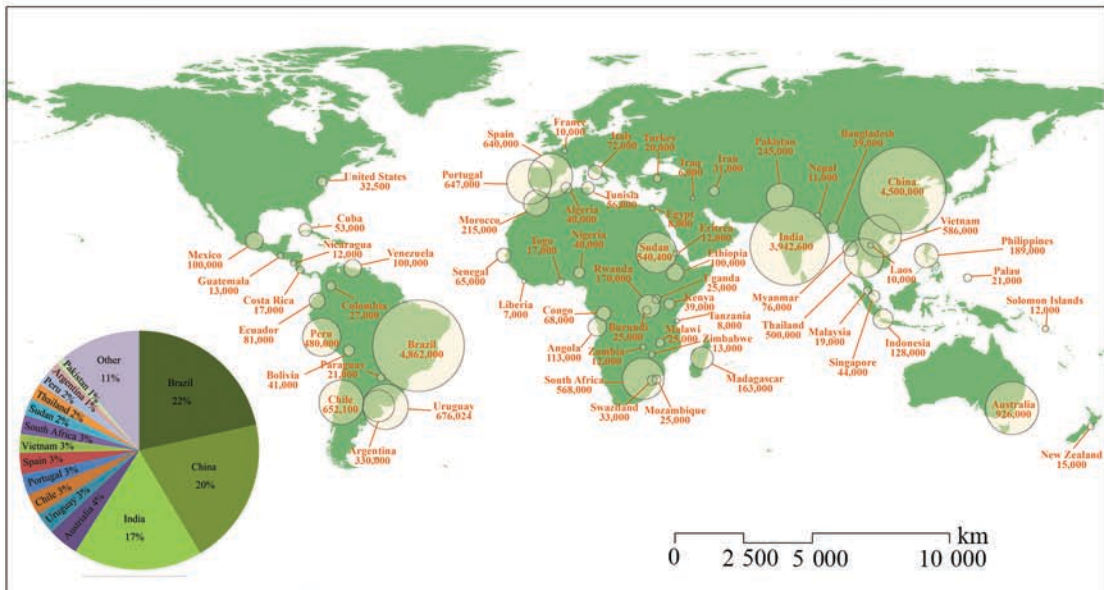 France
10,000
Spain
640,000
Italy
72,000
Turkey
20,000
Pakistan
245,000
Bangladesh
39,000
Iraq
6,000
Iran
31,000
Nepal
11,000
China
4,500,000
United States
32,500
Portugal
647,000
Tunisia
56,000
Algeria
40,000
Egypt
8,000
Morocco
215,000
Cuba
53,000
Nigeria
40,000
Eritrea
12,000
Vietnam
586,000
Mexico
100,000
Nicaragua
12,000
Venezuela
100,000
Togo
17,000
Sudan
540,400
Ethiopia
100,000
India
3,942,600
Philippines
189,000
Guatemala
13,000
Senegal
65,000
Rwanda
170,000
Uganda
25,000
Laos
10,400
Palau
21,000
Costa Rica
17,000
Colombia
27,000
Liberia
7,000
Congo
68,000
Kenya
39,000
Myanmar
76,000
Solomon Islands
12,000
Ecuador
81,000
Peru
480,000
Brazil
4,862,000
Angola
113,000
Burundi
25,000
Tanzania
8,000
Malawi
25,000
Zimbabwe
13,000
Thailand
500,000
Malaysia
19,000
Indonesia
128,000
Bolivia
41,000
Paraguay
21,000
Zambia
12,000
Singapore
44,000
Chile
652,100
Uruguay
676,024
South Africa
568,000
Madagascar
163,000
Swaziland
33,000
Mozambique
25,000
Australia
926,000
Argentina
330,000
New Zealand
15,000
Other
11%
Brazil
22%
China
20%
India
17%
Australia 4%
Uruguay 3%
Chile 3%
Portugal 3%
Spain 3%
Vietnam 3%
South Africa 3%
Sudan 2%
Thailand 2%
Peru 2%
Argentina 1%
Pakistan 1%
km
0 2 500 5 000 10 000